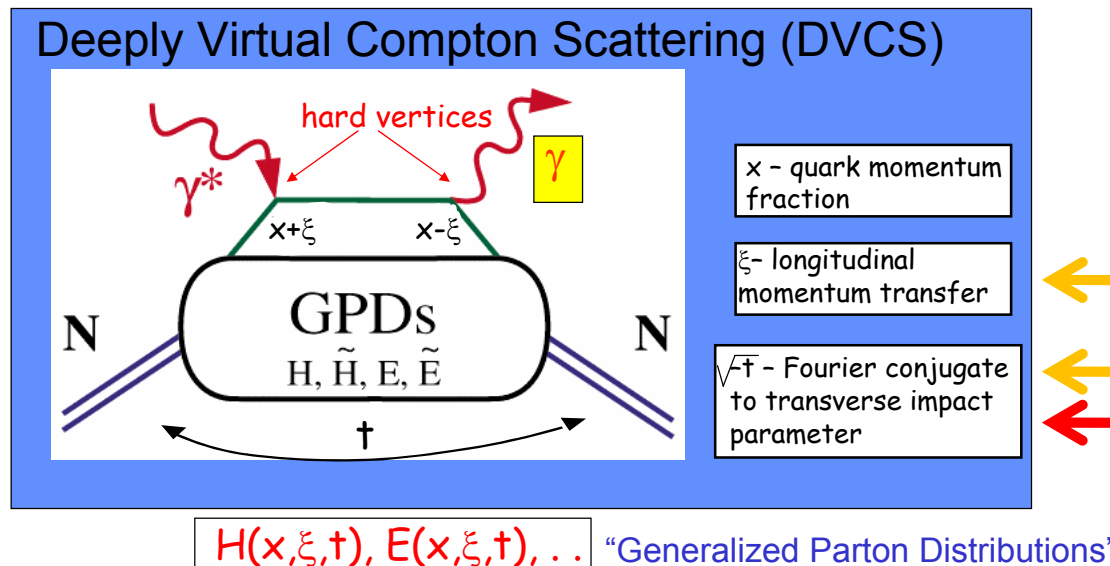 Deeply Virtual Compton Scattering (DVCS)
hard vertices
γ*
γ
x+ξ
x-ξ
GPDs
H, H̃, E, Ẽ
N
N
t
x – quark momentum
fraction
ξ– longitudinal
momentum transfer
√-t – Fourier conjugate
to transverse impact
parameter
H(x,ξ,t), E(x,ξ,t), . .
“Generalized Parton Distributions”